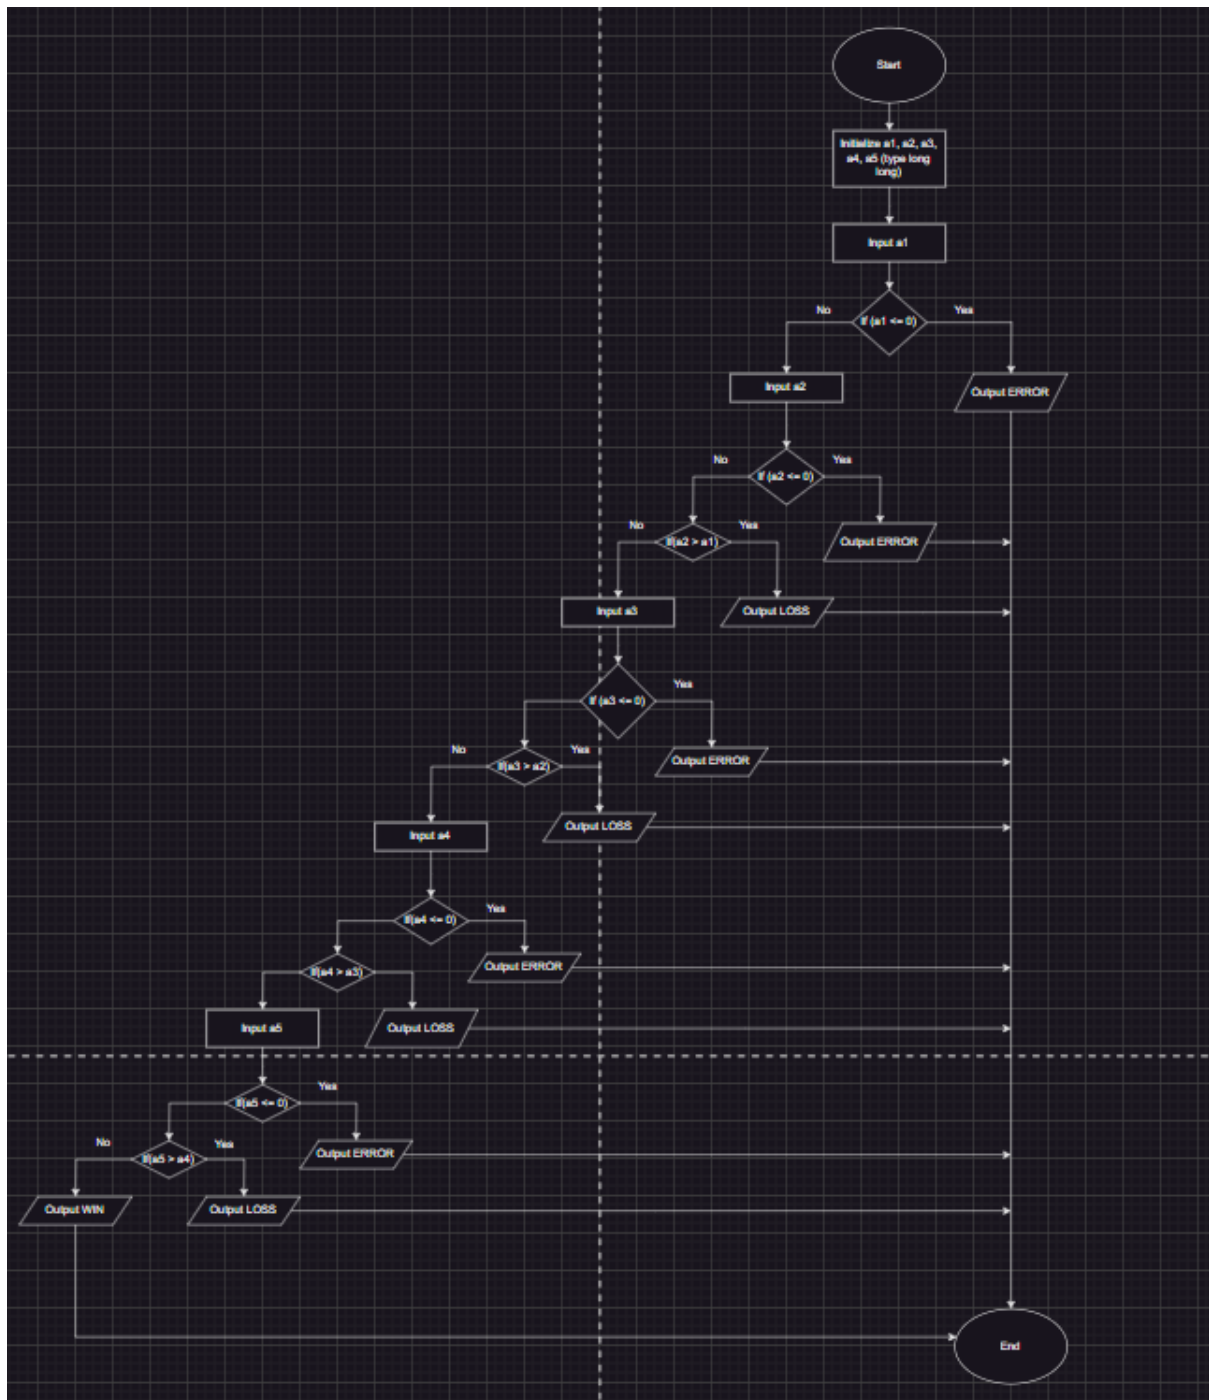 Start
Initialize a1, a2, a3,
a4, a5 (type long
long)
Input a1
No
If (a1 <= 0)
Yes
Input a2
Output ERROR
No
If (a2 <= 0)
Yes
No
If(a2 > a1)
Yes
Output ERROR
Input a3
Output LOSS
If (a3 <= 0)
Yes
No
If(a3 > a2)
Yes
Output ERROR
Input a4
Output LOSS
If(a4 <= 0)
Yes
If(a4 > a3)
Output ERROR
Input a5
Output LOSS
If(a5 <= 0)
Yes
No
If(a5 > a4)
Yes
Output ERROR
Output WIN
Output LOSS
End